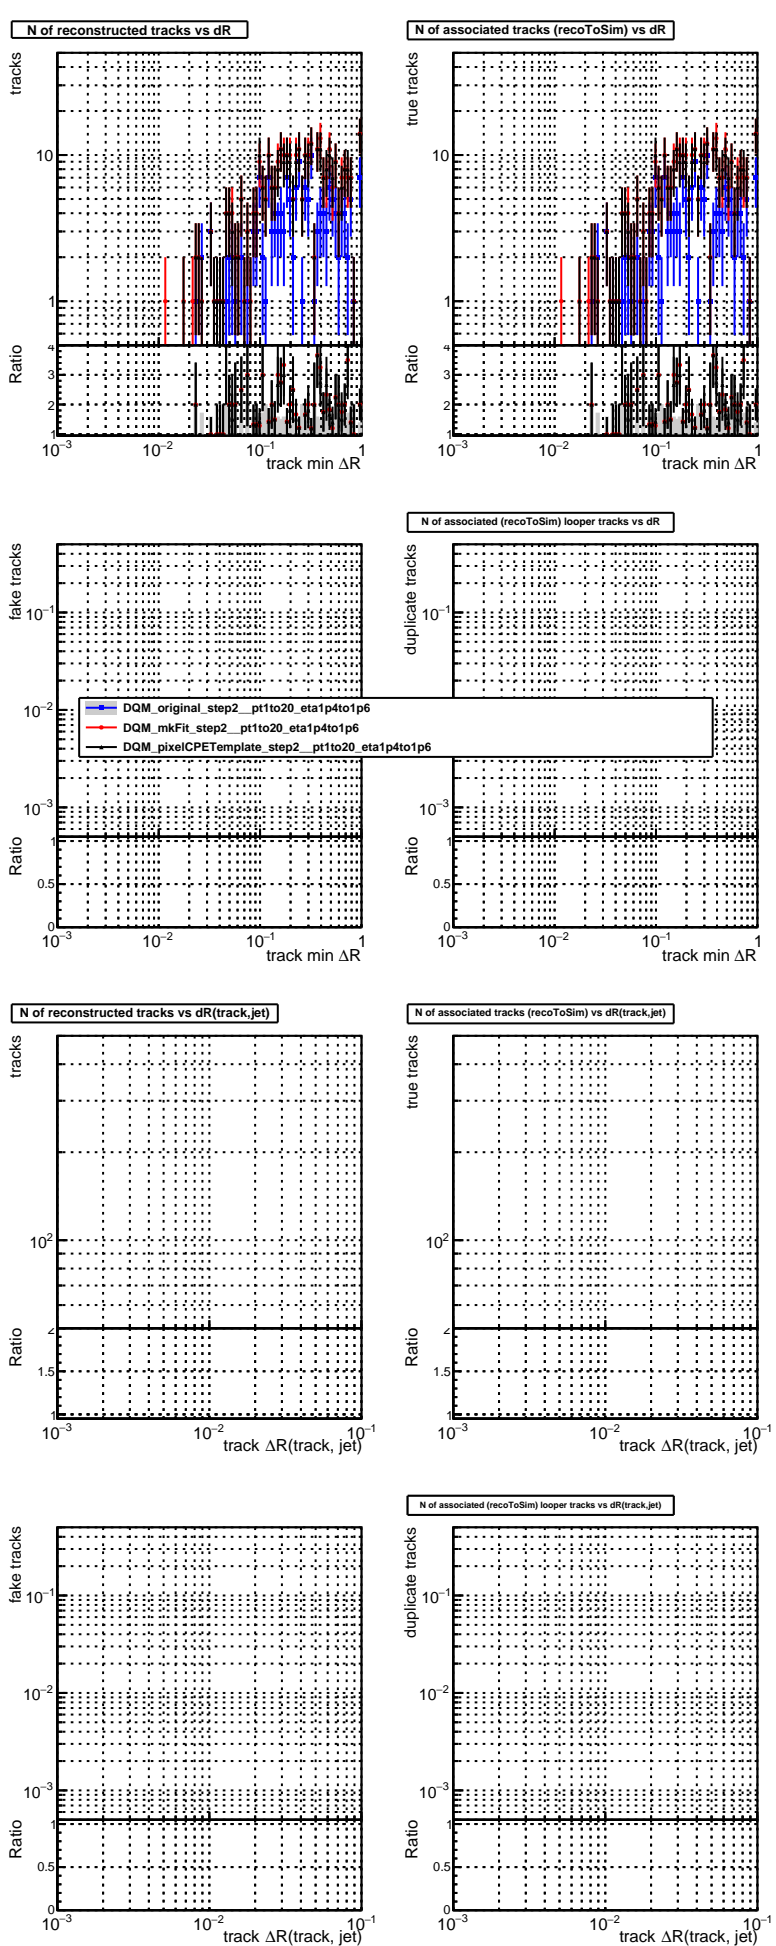 N of reconstructed tracks vs dR
N of associated tracks (recoToSim) vs dR
tracks
10
1
Ratio
4
3
2
1
10−3
10−2
10−1
1
track min ΔR
true tracks
10
1
Ratio
4
3
2
1
10−3
10−2
10−1
1
track min ΔR
N of associated (recoToSim) looper tracks vs dR
fake tracks
10−1
10−2
10−3
Ratio
1
0.5
0
10−3
10−2
10−1
1
track min ΔR
duplicate tracks
10−1
10−2
10−3
Ratio
1
0.5
0
10−3
10−2
10−1
1
track min ΔR
DQM_original_step2__pt1to20_eta1p4to1p6
DQM_mkFit_step2__pt1to20_eta1p4to1p6
DQM_pixelCPETemplate_step2__pt1to20_eta1p4to1p6
N of reconstructed tracks vs dR(track,jet)
N of associated tracks (recoToSim) vs dR(track,jet)
tracks
102
Ratio
2
1.5
1
10−3
10−2
10−1
track ΔR(track, jet)
true tracks
102
Ratio
2
1.5
1
10−3
10−2
10−1
track ΔR(track, jet)
N of associated (recoToSim) looper tracks vs dR(track,jet)
fake tracks
10−1
10−2
10−3
Ratio
1
0.5
0
10−3
10−2
10−1
track ΔR(track, jet)
duplicate tracks
10−1
10−2
10−3
Ratio
1
0.5
0
10−3
10−2
10−1
track ΔR(track, jet)